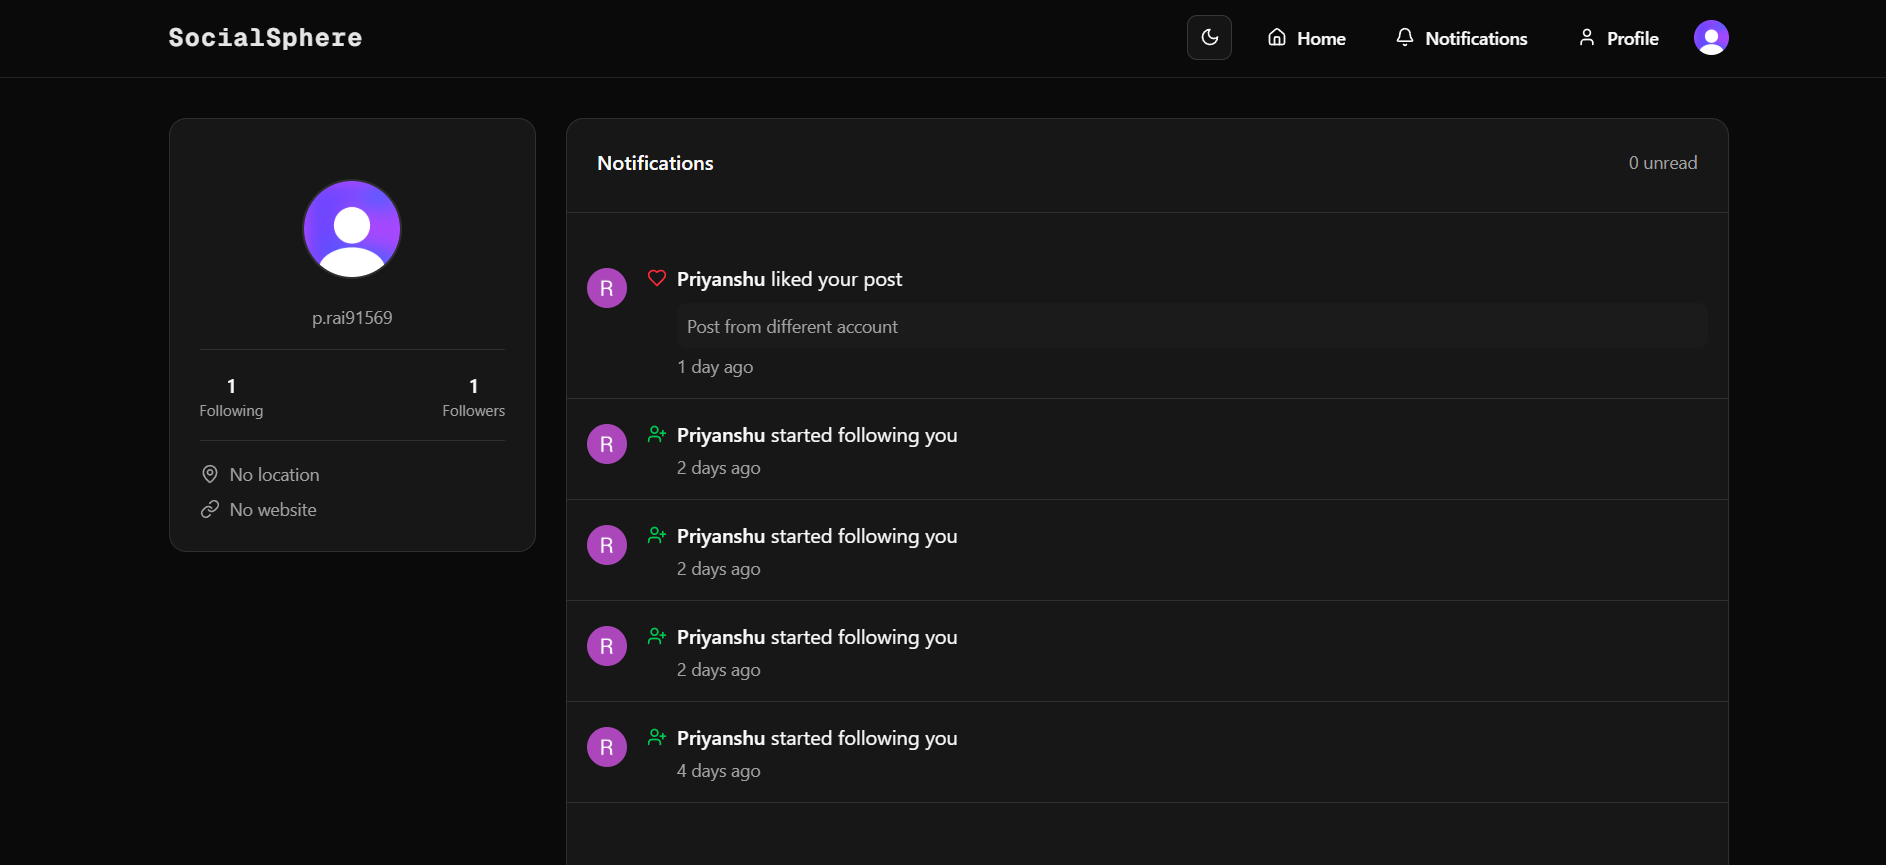 SocialSphere
Home
Notifications
Profile
p.rai91569
1
Following
1
Followers
No location
No website
Notifications
0 unread
R
Priyanshu liked your post
Post from different account
1 day ago
R
Priyanshu started following you
2 days ago
R
Priyanshu started following you
2 days ago
R
Priyanshu started following you
2 days ago
R
Priyanshu started following you
4 days ago